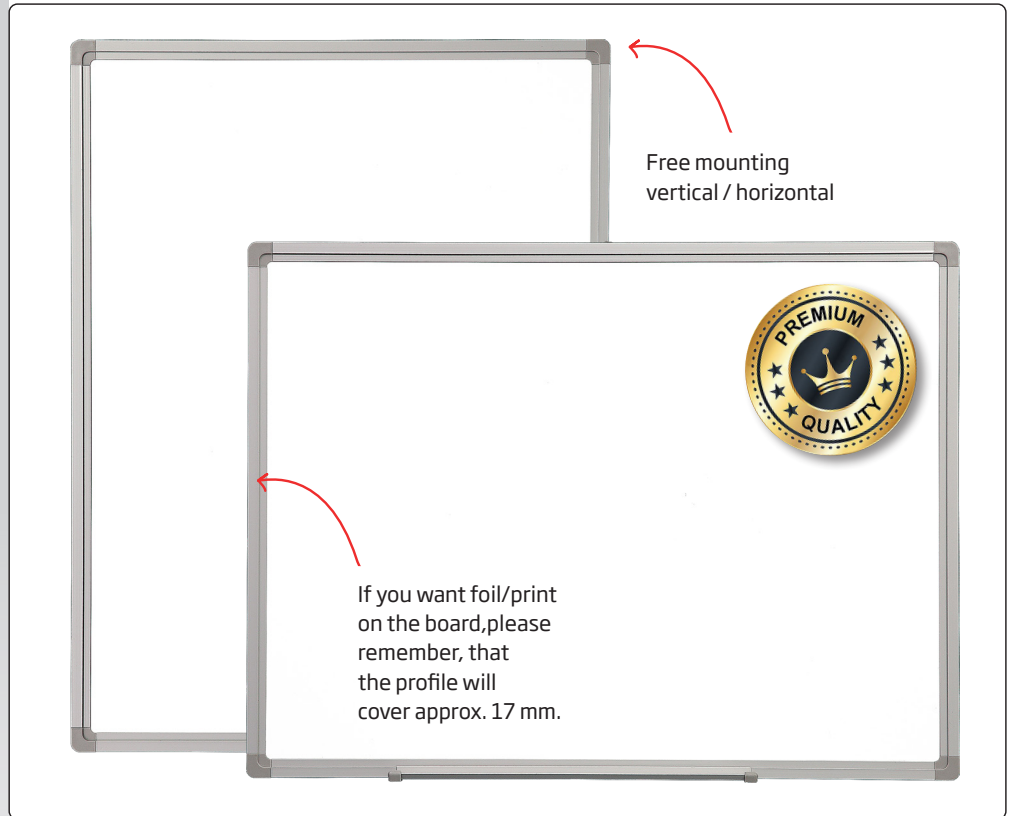 Free mounting
vertical / horizontal
PREMIUM
QUALITY
If you want foil/print
on the board,please
remember, that
the profile will
cover approx. 17 mm.